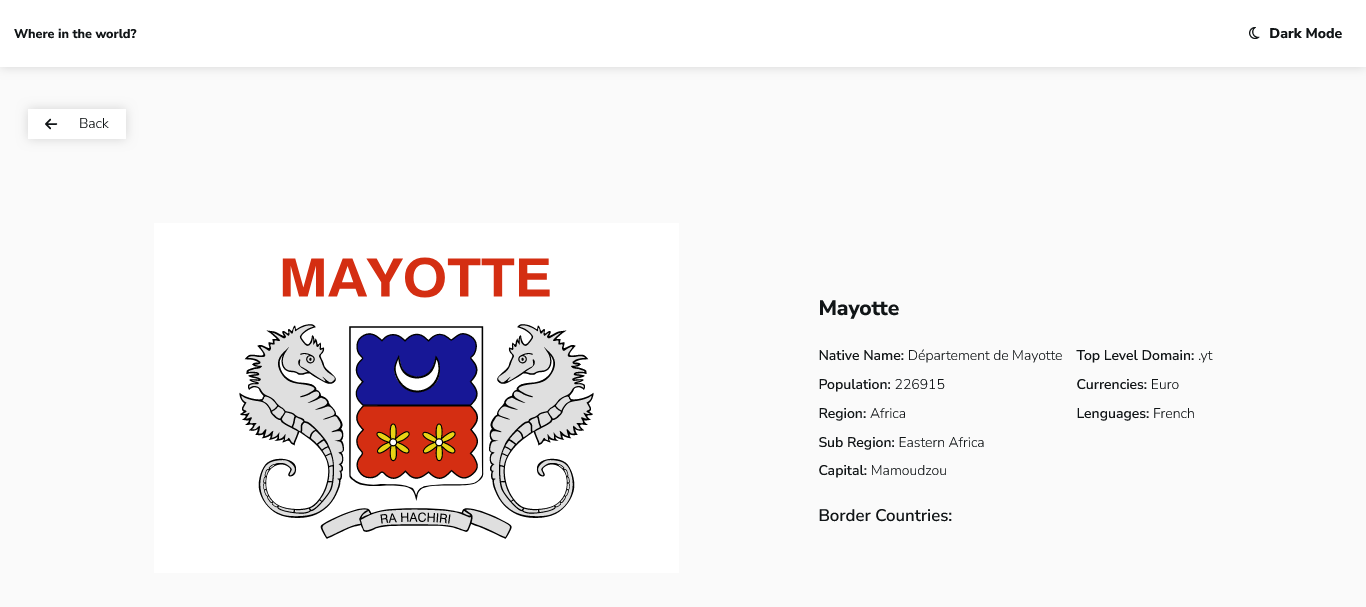 Where in the world?
Dark Mode
Back
MAYOTTE
RA HACHIRI
Mayotte
Native Name: Département de Mayotte
Population: 226915
Region: Africa
Sub Region: Eastern Africa
Capital: Mamoudzou
Top Level Domain: .yt
Currencies: Euro
Lenguages: French
Border Countries: